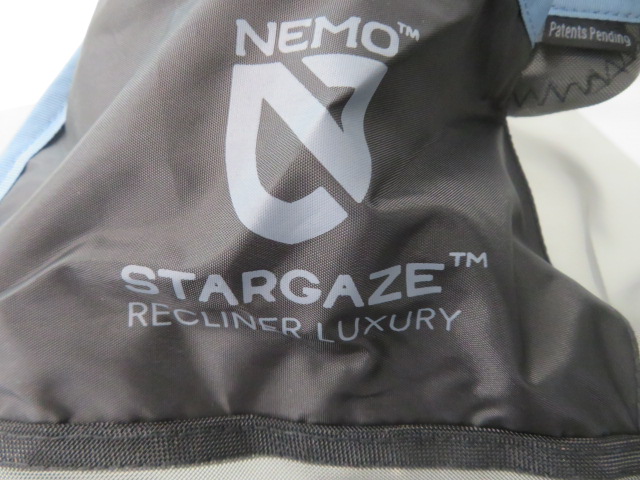 Patents Pending
NEMO™
STARGAZE™
RECLINER LUXURY